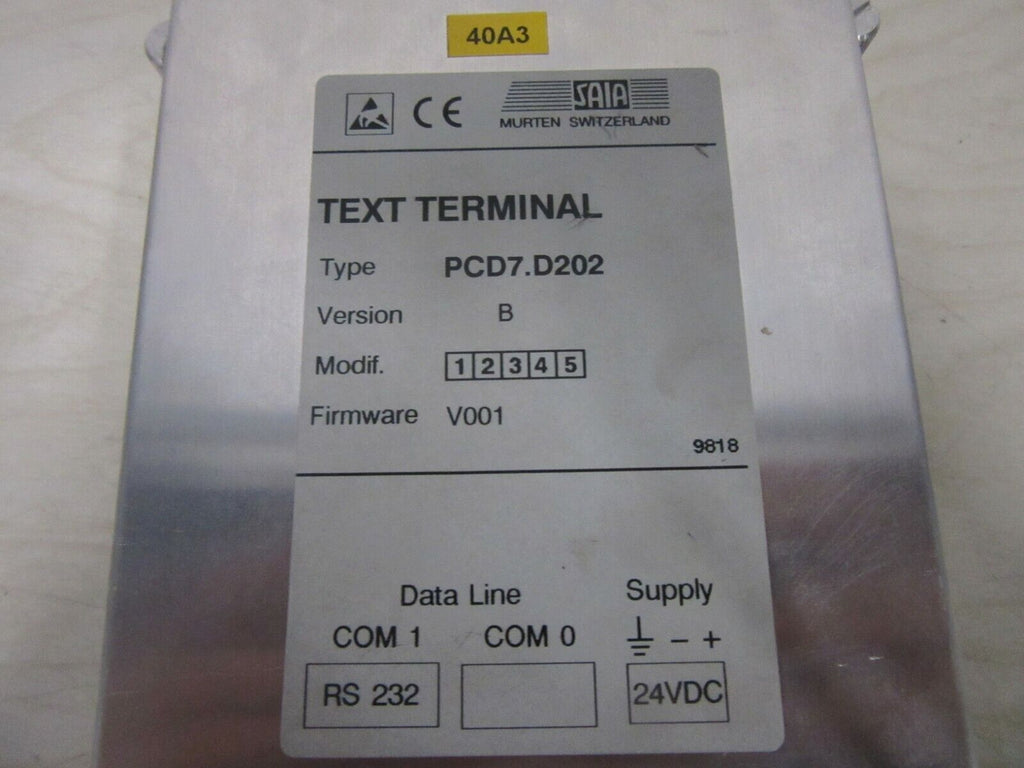 40A3
CE SAIA
MURTEN SWITZERLAND
TEXT TERMINAL
Type PCD7.D202
Version B
Modif. 1 2 3 4 5
Firmware V001
9818
Data Line Supply
COM 1 COM 0 - +
RS 232 24VDC